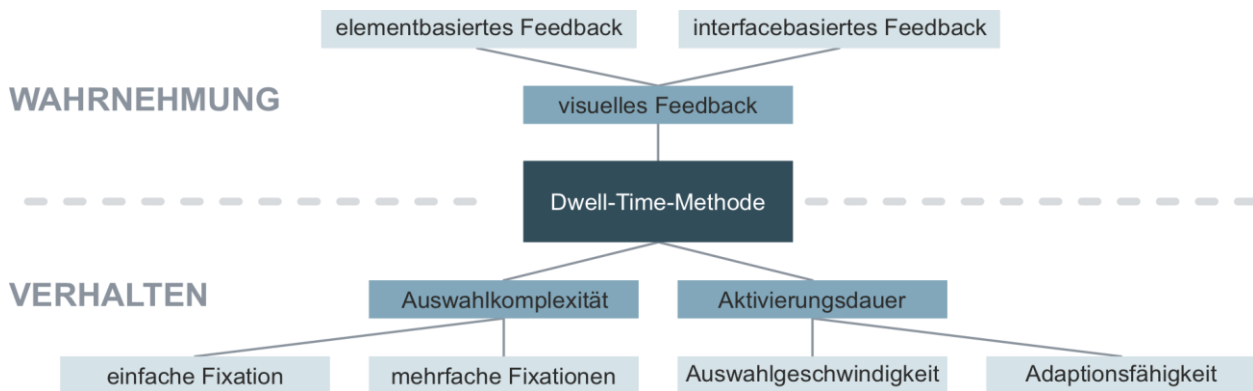 elementbasiertes Feedback
interfacebasiertes Feedback
WAHRNEHMUNG
visuelles Feedback
Dwell-Time-Methode
VERHALTEN
Auswahlkomplexität
Aktivierungsdauer
einfache Fixation
mehrfache Fixationen
Auswahlgeschwindigkeit
Adaptionsfähigkeit